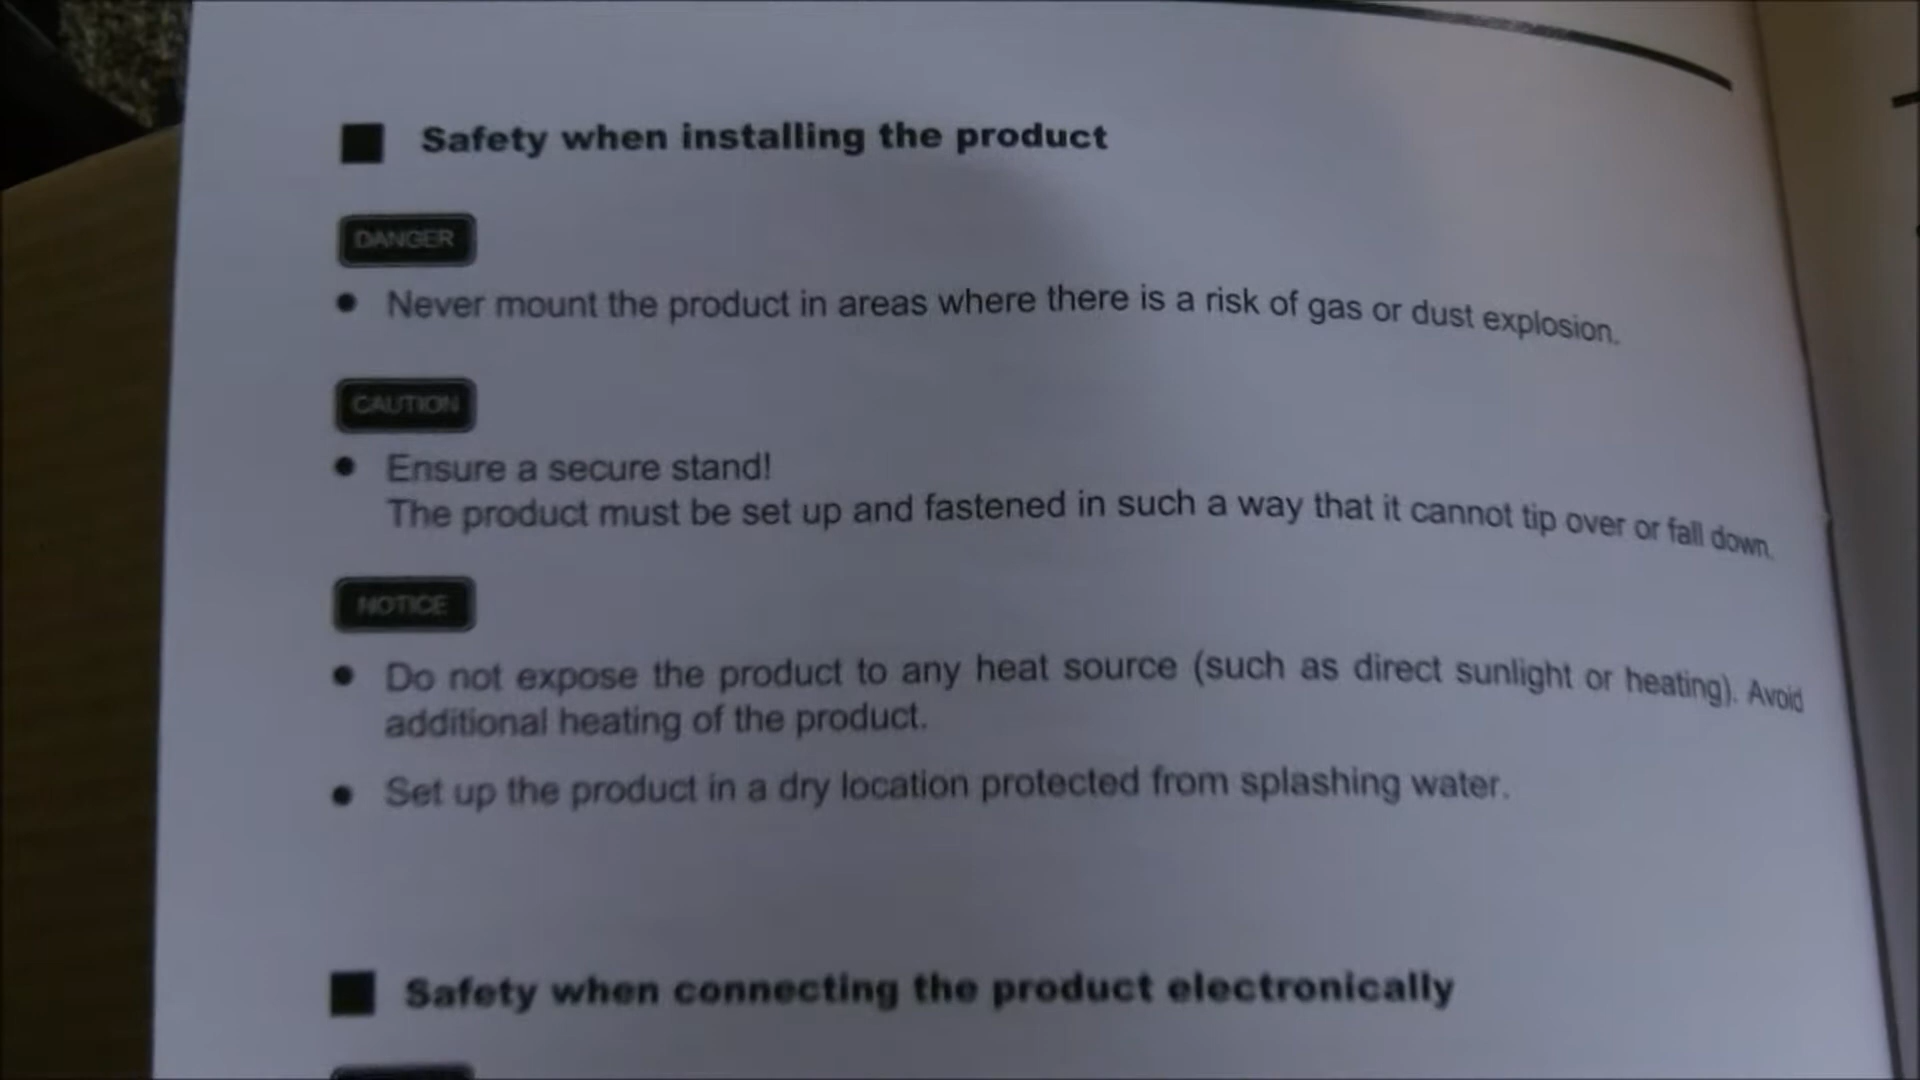 ■ Safety when installing the product
DANGER
● Never mount the product in areas where there is a risk of gas or dust explosion.
CAUTION
● Ensure a secure stand!
The product must be set up and fastened in such a way that it cannot tip over or fall down.
NOTICE
● Do not expose the product to any heat source (such as direct sunlight or heating). Avoid
additional heating of the product.
● Set up the product in a dry location protected from splashing water.
■ Safety when connecting the product electronically